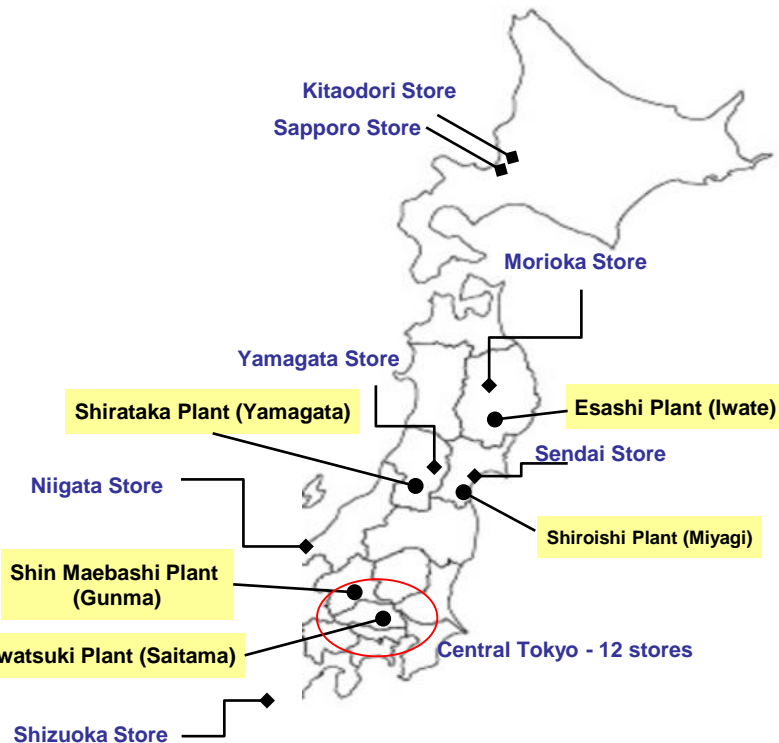 Kitaodori Store
Sapporo Store
Morioka Store
Yamagata Store
Shirataka Plant (Yamagata)
Esashi Plant (Iwate)
Sendai Store
Niigata Store
Shiroishi Plant (Miyagi)
Shin Maebashi Plant
(Gunma)
watsuki Plant (Saitama)
Central Tokyo - 12 stores
Shizuoka Store